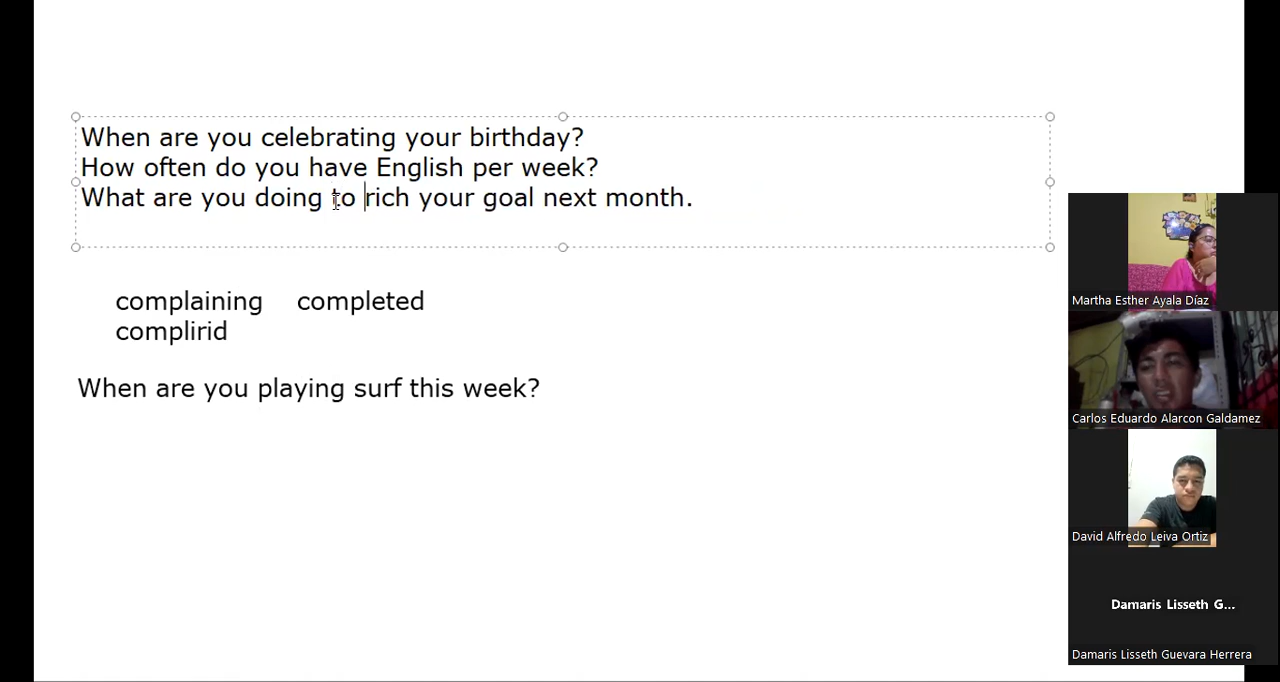 When are you celebrating your birthday?
How often do you have English per week?
What are you doing to rich your goal next month.
complaining completed
complirid
When are you playing surf this week?
Martha Esther Ayala Díaz
Carlos Eduardo Alarcon Galdamez
David Alfredo Leiva Ortiz
Damaris Lisseth G...
Damaris Lisseth Guevara Herrera